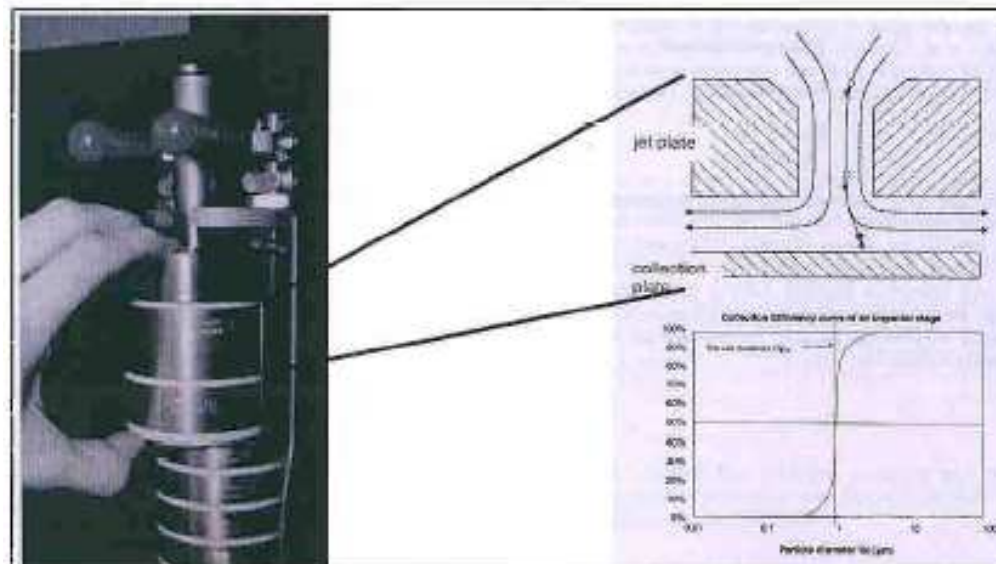 jet plate
collection
plate
Collection Efficiency curve of an impactor stage
100%
90%
80%
70%
60%
50%
40%
30%
20%
10%
0%
0.01
0.1
1
10
100
Particle diameter
(µm)